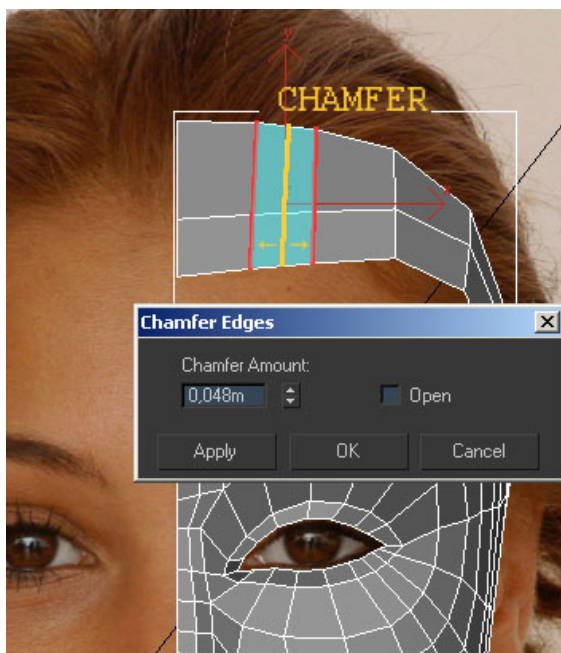 y
CHAMFER
x
Chamfer Edges
Chamfer Amount:
0,048m
Open
Apply
OK
Cancel